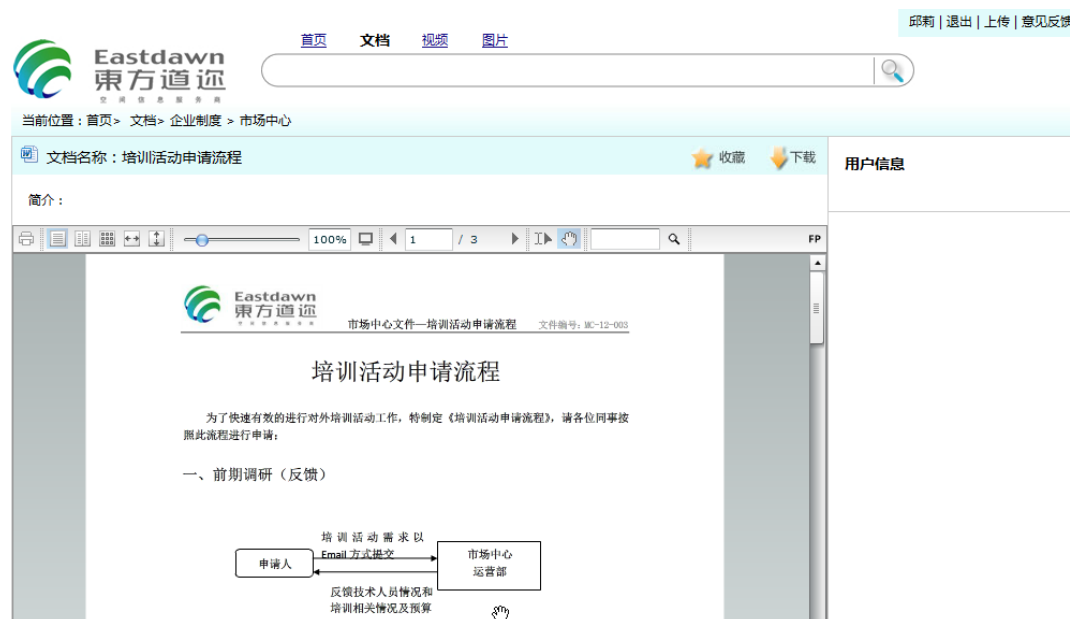 邱莉 | 退出 | 上传 | 意见反馈
首页 文档 视频 图片
Eastdawn
東方道迩
空间信息服务商
当前位置：首页> 文档> 企业制度 > 市场中心
文档名称：培训活动申请流程
收藏 下载
用户信息
简介：
100% 1 / 3 FP
Eastdawn
東方道迩
市场中心文件—培训活动申请流程 文件编号：MC-12-003
培训活动申请流程
为了快速有效的进行对外培训活动工作，特制定《培训活动申请流程》，请各位同事按
照此流程进行申请：
一、前期调研（反馈）
培训活动需求以
Email 方式提交
申请人
市场中心
运营部
反馈技术人员情况和
培训相关情况及预算